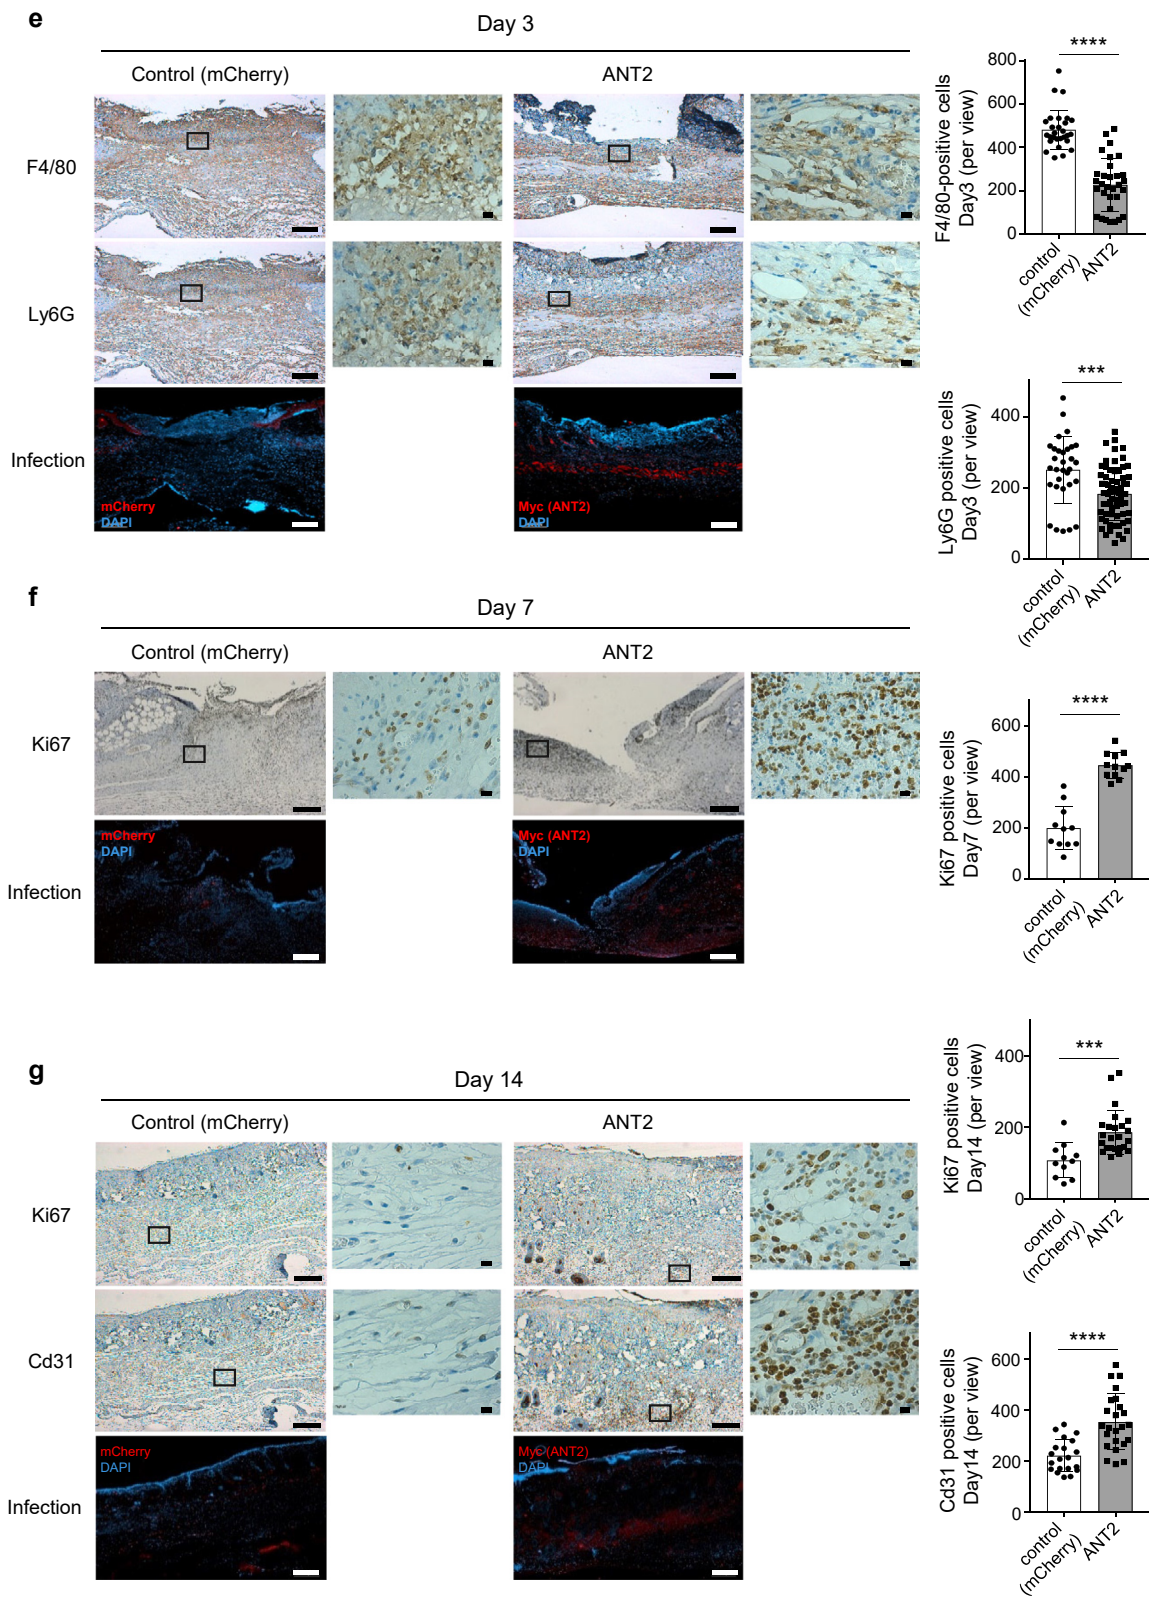 e
Day 3
Control (mCherry)
ANT2
F4/80
Ly6G
Infection
mCherry
DAPI
Myc (ANT2)
DAPI
****
800
600
400
200
0
F4/80-positive cells
Day3 (per view)
control
(mCherry)
ANT2
***
400
200
0
Ly6G positive cells
Day3 (per view)
control
(mCherry)
ANT2
f
Day 7
Control (mCherry)
ANT2
Ki67
Infection
mCherry
DAPI
Myc (ANT2)
DAPI
****
600
400
200
0
Ki67 positive cells
Day7 (per view)
control
(mCherry)
ANT2
g
Day 14
Control (mCherry)
ANT2
Ki67
Cd31
Infection
mCherry
DAPI
Myc (ANT2)
DAPI
***
400
200
0
Ki67 positive cells
Day14 (per view)
control
(mCherry)
ANT2
****
600
400
200
0
Cd31 positive cells
Day14 (per view)
control
(mCherry)
ANT2